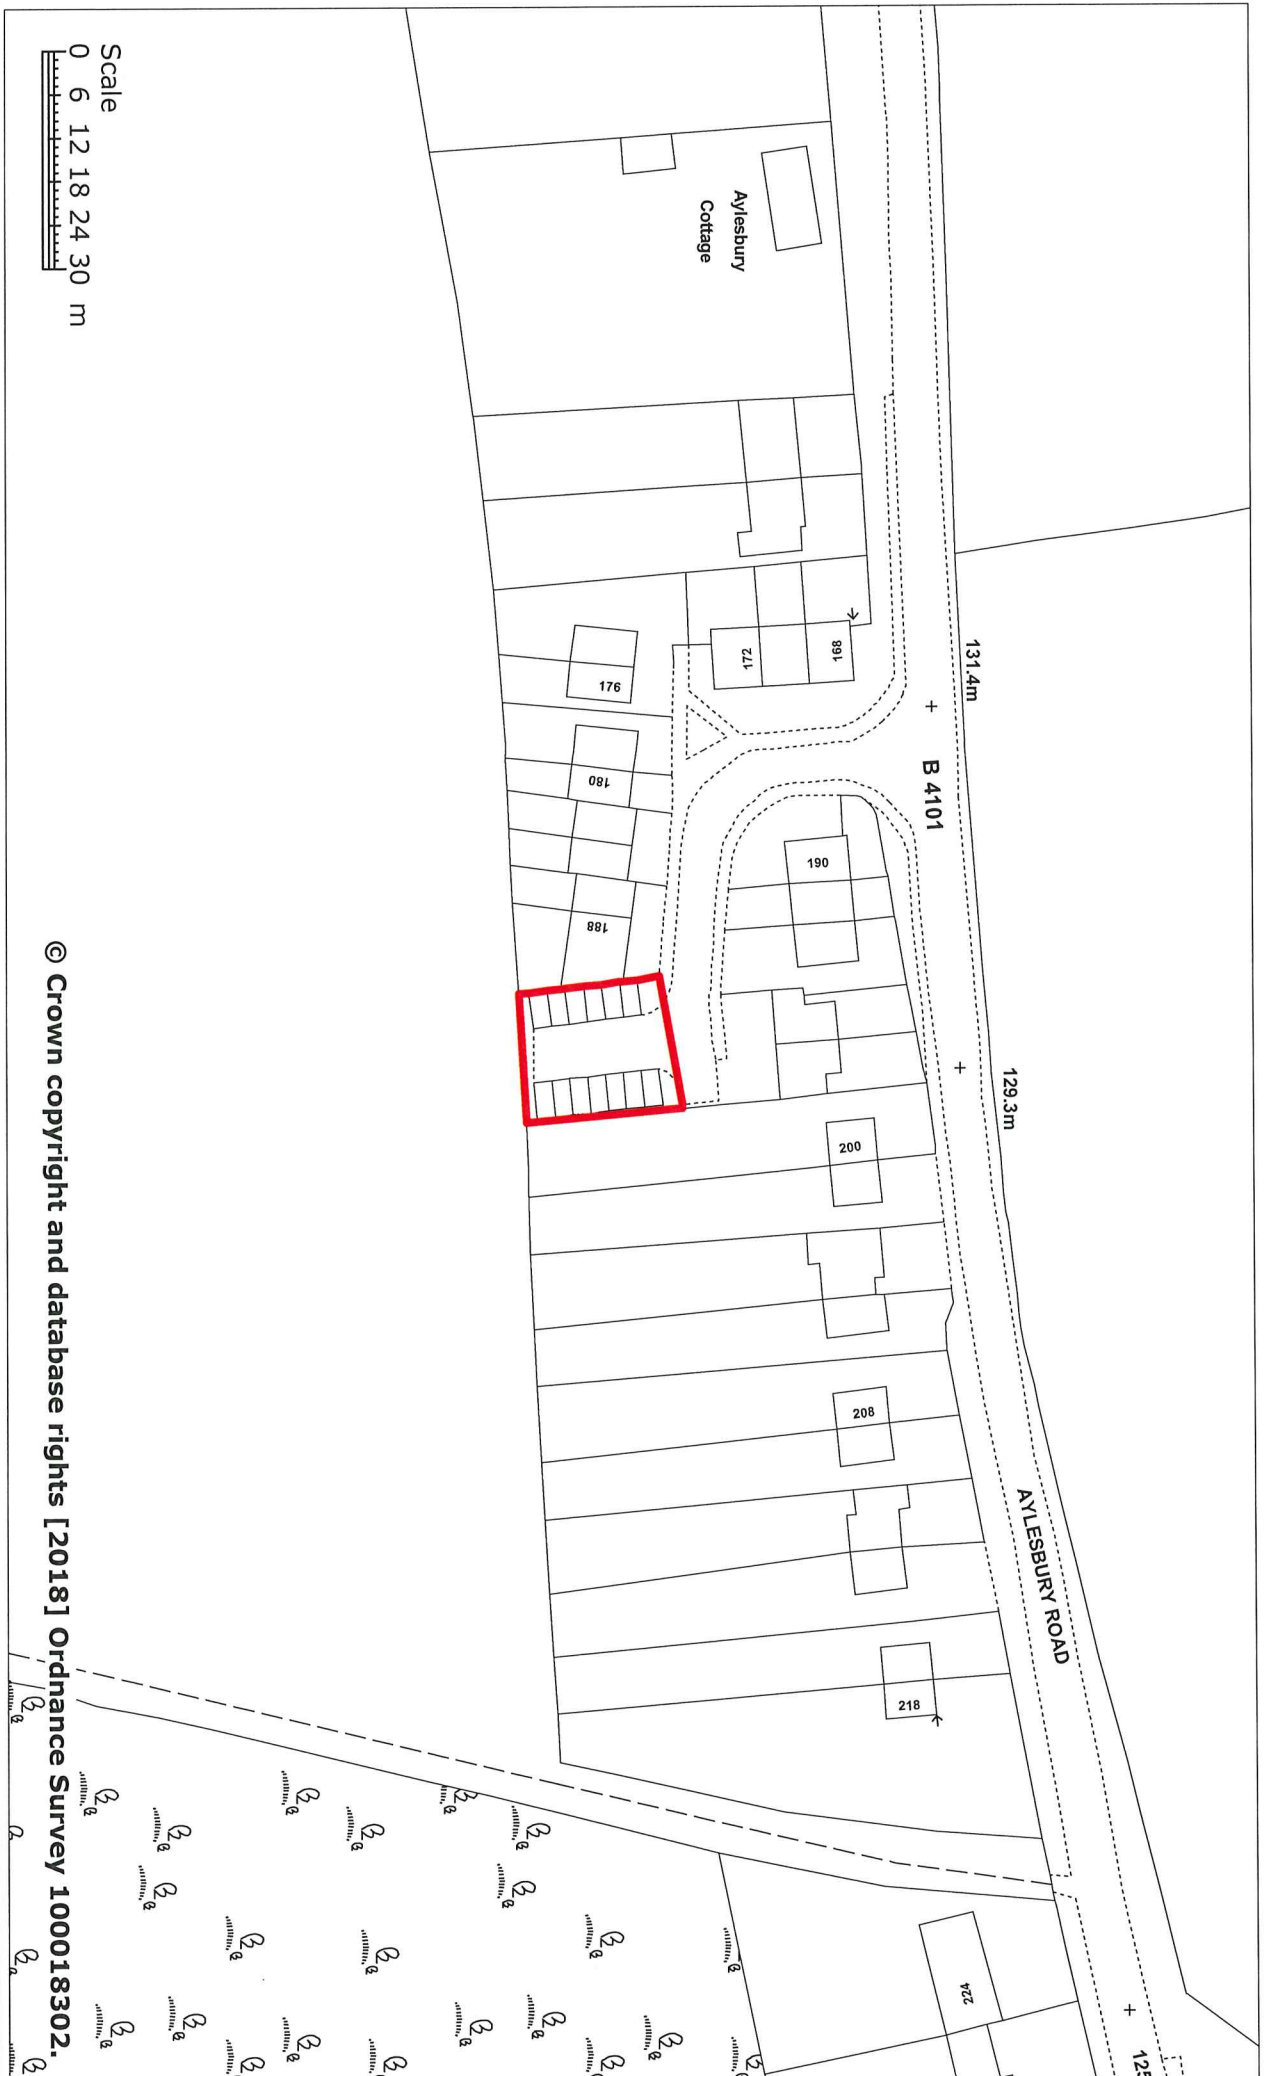 Scale
0 6 12 18 24 30 m
Aylesbury
Cottage
131.4m
B 4101
168
172
176
180
188
190
129.3m
200
208
AYLESBURY ROAD
218
224
125
© Crown copyright and database rights [2018] Ordnance Survey 100018302.